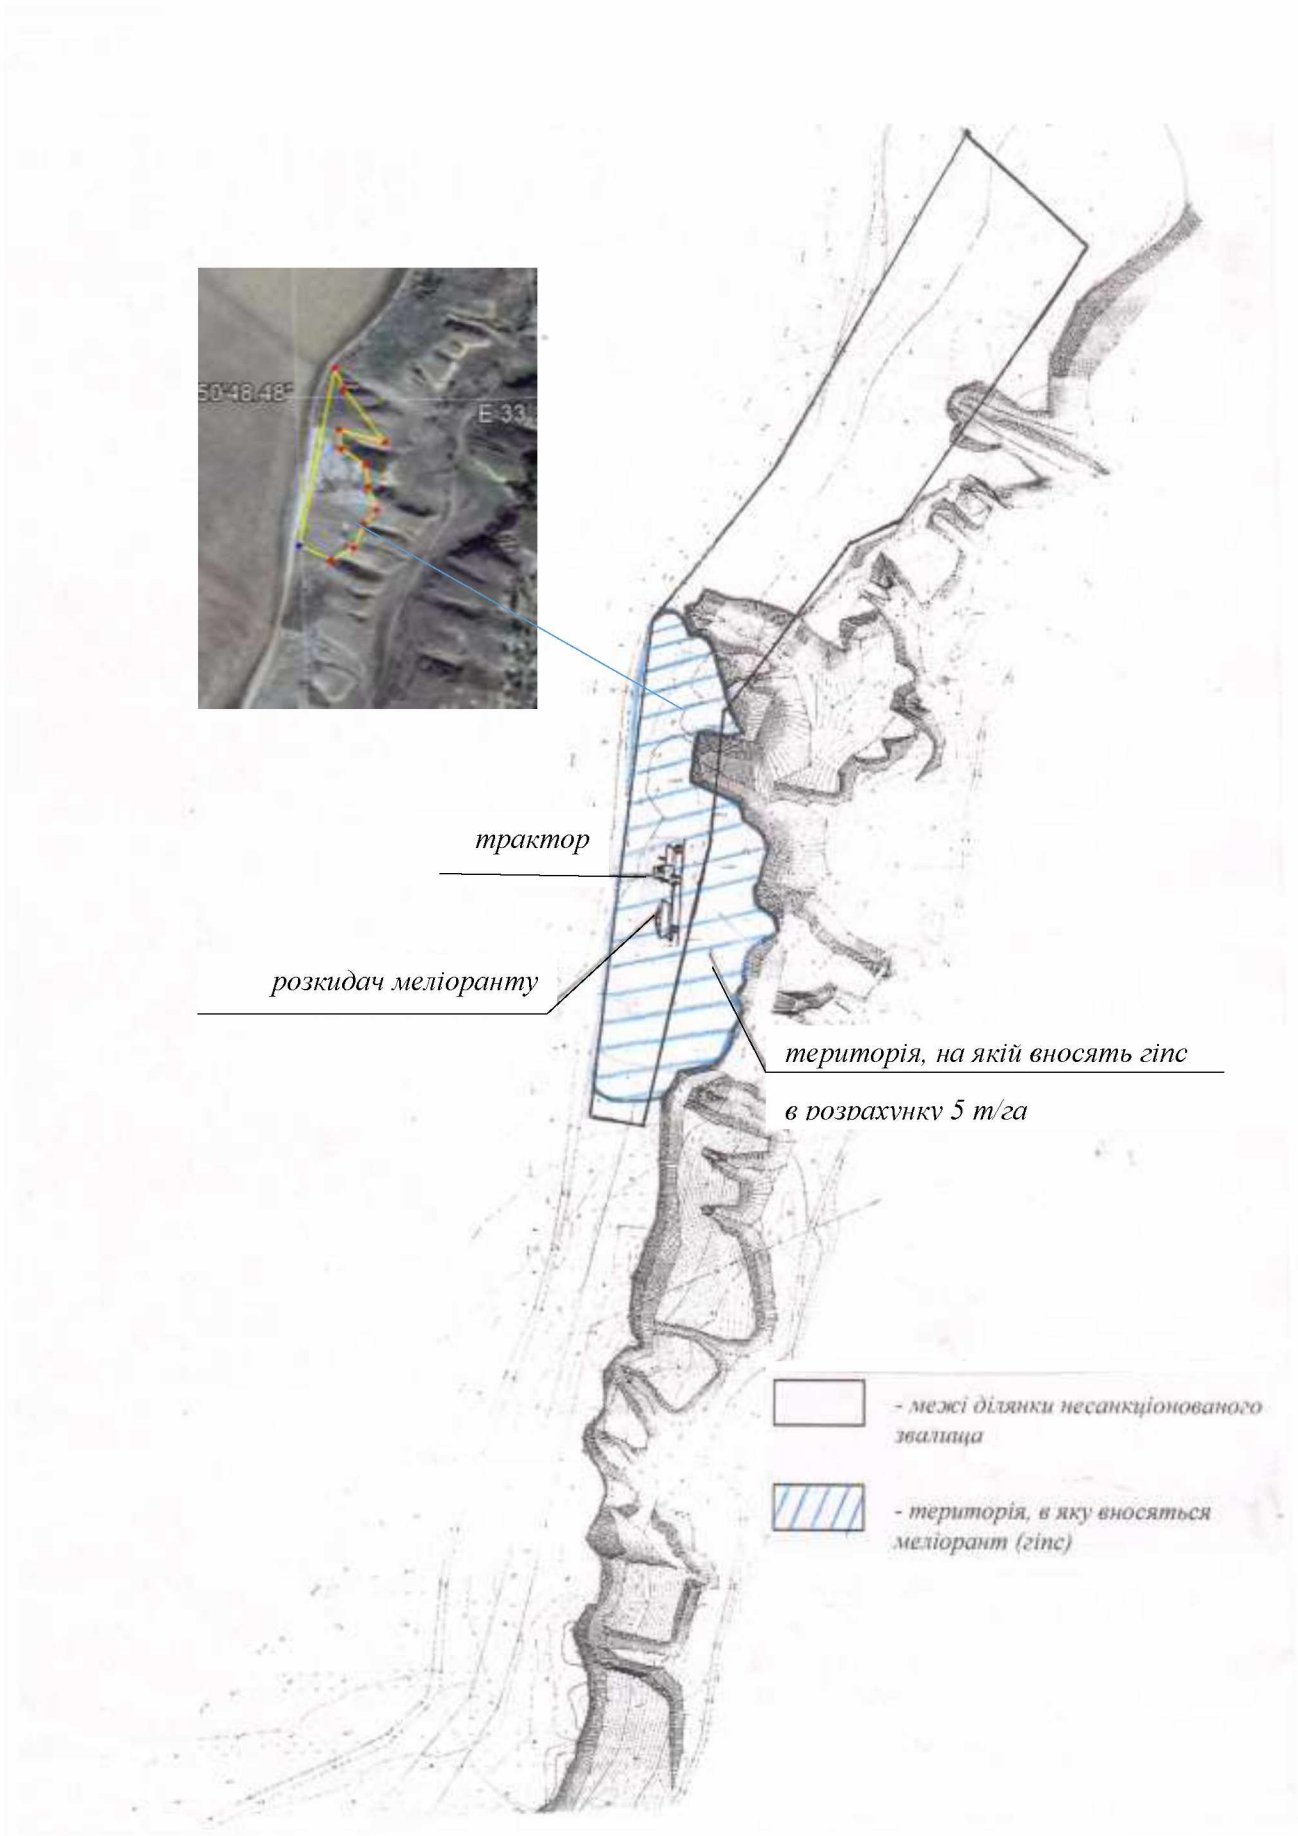 50°48.48'
E 33
трактор
розкидач меліоранту
територія, на якій вносять гіпс
в розрахунку 5 т/га
- межі ділянки несанкціонованого
звалища
- територія, в яку вносяться
меліорант (гіпс)